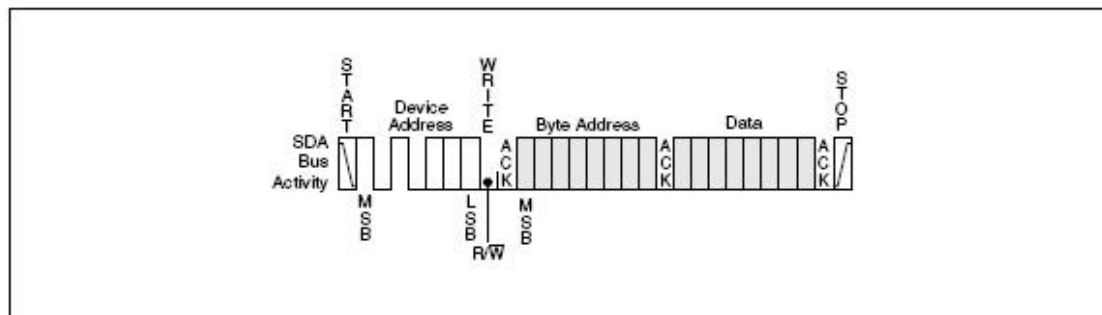 START
WRITE
STOP
Device
Address
Byte Address
Data
SDA
Bus
Activity
ACK
ACK
ACK
MSB
LSB
MSB
R/W